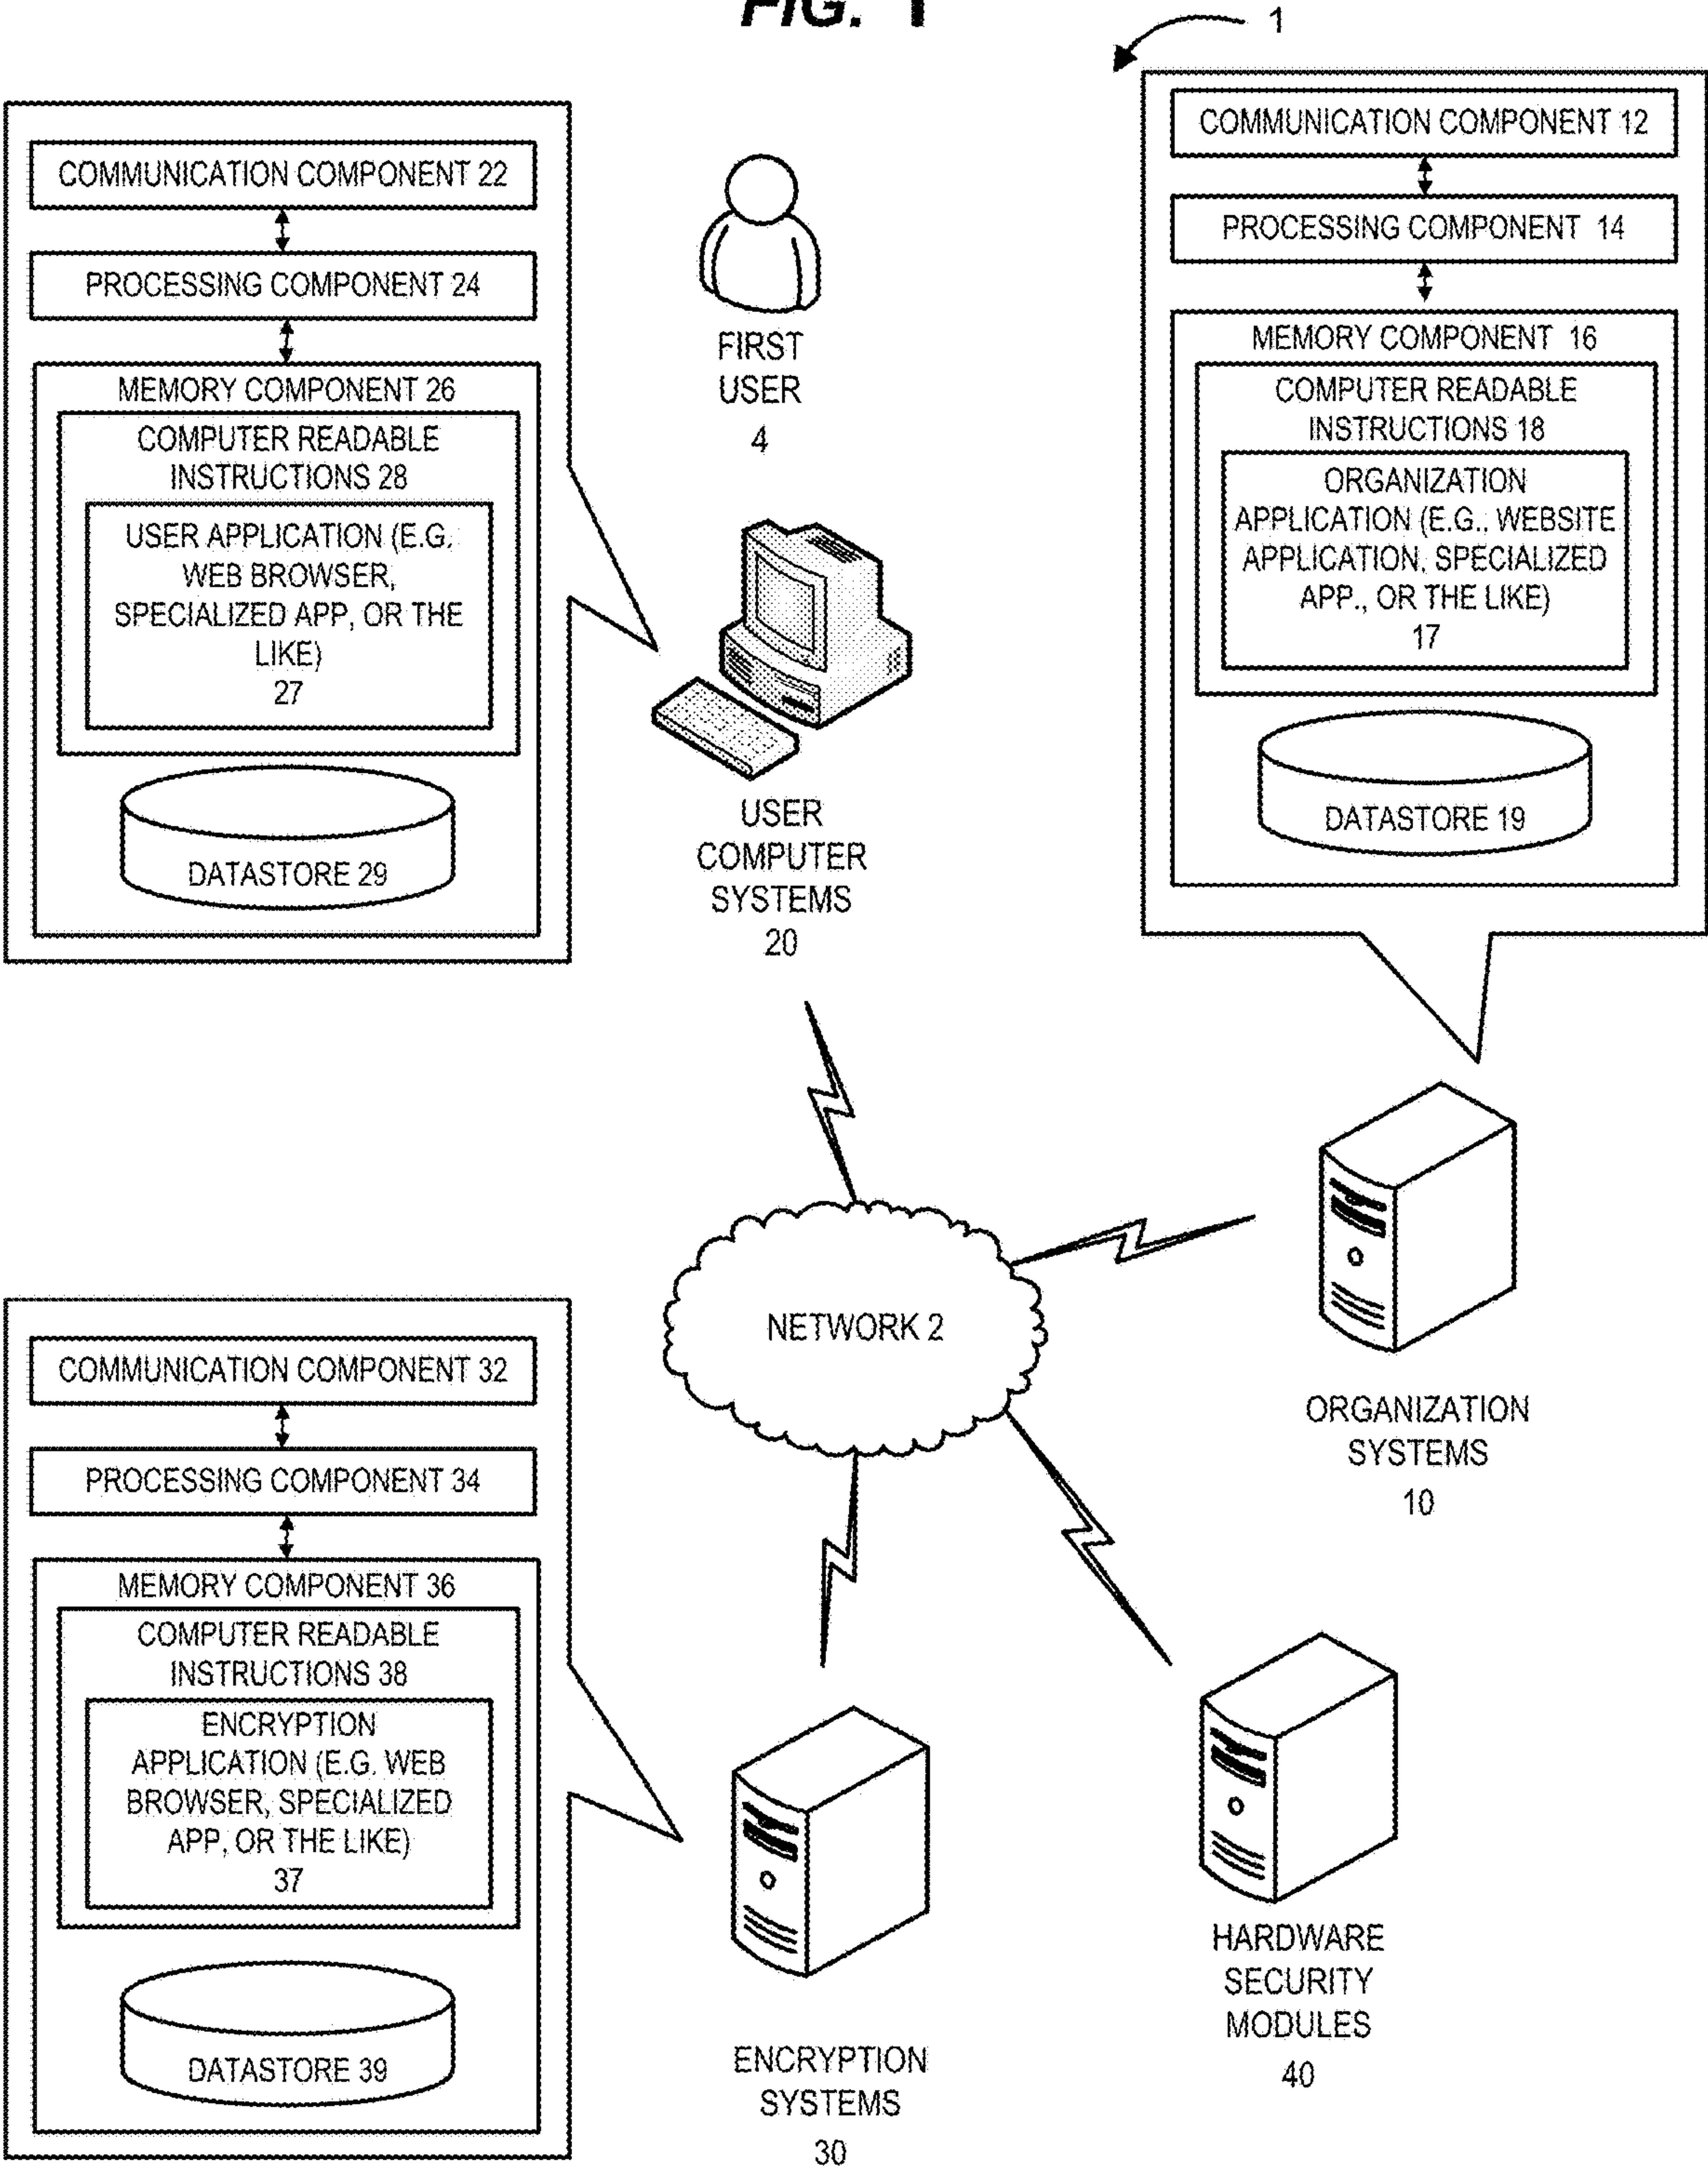 FIG. 1
1
COMMUNICATION COMPONENT 22
PROCESSING COMPONENT 24
MEMORY COMPONENT 26
COMPUTER READABLE
INSTRUCTIONS 28
USER APPLICATION (E.G.
WEB BROWSER,
SPECIALIZED APP, OR THE
LIKE)
27
DATASTORE 29
FIRST
USER
4
USER
COMPUTER
SYSTEMS
20
COMMUNICATION COMPONENT 12
PROCESSING COMPONENT 14
MEMORY COMPONENT 16
COMPUTER READABLE
INSTRUCTIONS 18
ORGANIZATION
APPLICATION (E.G., WEBSITE
APPLICATION, SPECIALIZED
APP., OR THE LIKE)
17
DATASTORE 19
NETWORK 2
ORGANIZATION
SYSTEMS
10
COMMUNICATION COMPONENT 32
PROCESSING COMPONENT 34
MEMORY COMPONENT 36
COMPUTER READABLE
INSTRUCTIONS 38
ENCRYPTION
APPLICATION (E.G. WEB
BROWSER, SPECIALIZED
APP, OR THE LIKE)
37
DATASTORE 39
ENCRYPTION
SYSTEMS
30
HARDWARE
SECURITY
MODULES
40